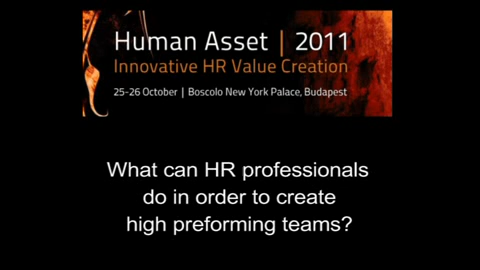 Human Asset | 2011
Innovative HR Value Creation
25-26 October | Boscolo New York Palace, Budapest
What can HR professionals
do in order to create
high preforming teams?